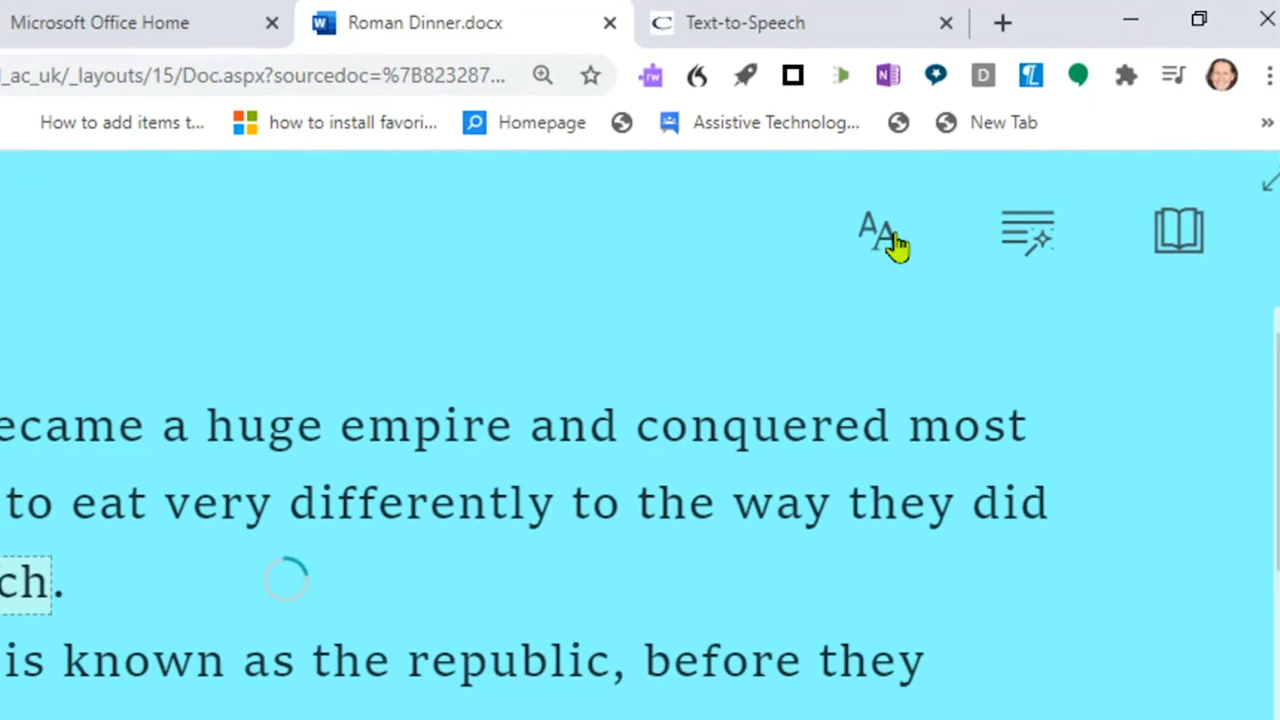 Microsoft Office Home
Roman Dinner.docx
Text-to-Speech
_ac_uk/_layouts/15/Doc.aspx?sourcedoc=%7B823287...
How to add items t...
how to install favori...
Homepage
Assistive Technolog...
New Tab
ecame a huge empire and conquered most
to eat very differently to the way they did
ch.
is known as the republic, before they